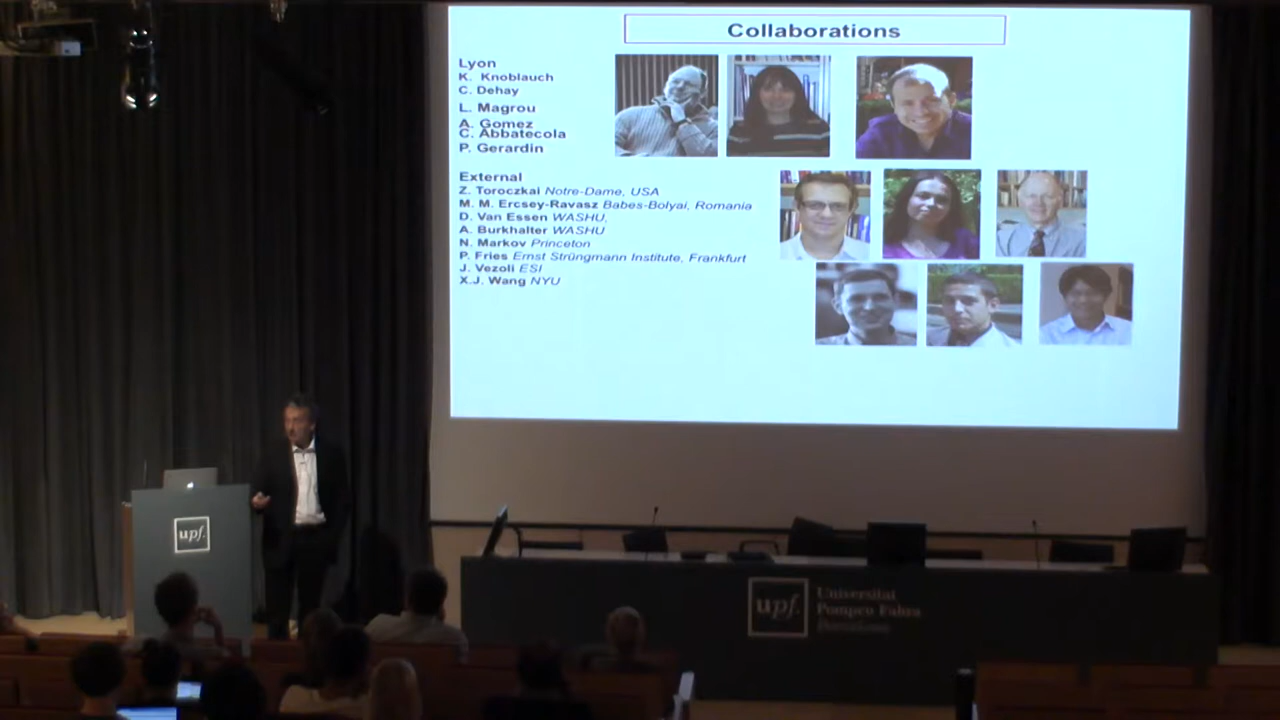 Collaborations
Lyon
K. Knoblauch
C. Dehay
L. Magrou
A. Gomez
C. Abbatecola
P. Gerardin
External
Z. Toroczkai Notre-Dame, USA
M. M. Ercsey-Ravasz Babes-Bolyai, Romania
D. Van Essen WASHU,
A. Burkhalter WASHU
N. Markov Princeton
P. Fries Ernst Strüngmann Institute, Frankfurt
J. Vezoli ESI
X.J. Wang NYU
upf.
upf.
Universitat
Pompeu Fabra
Barcelona